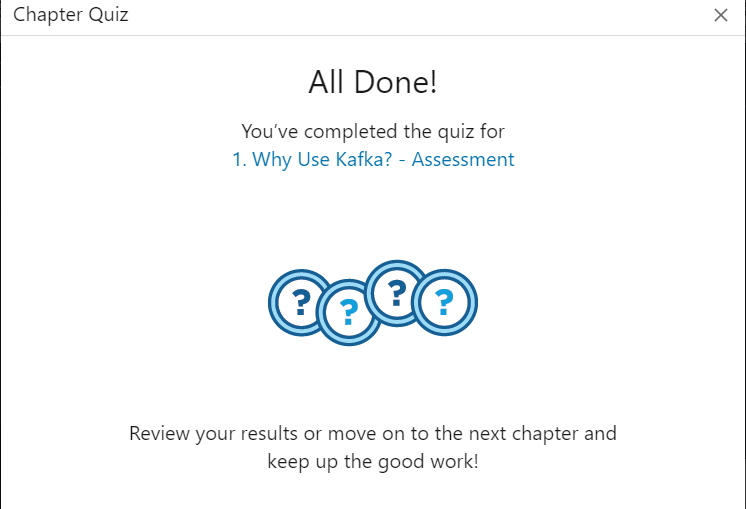 Chapter Quiz
All Done!
You’ve completed the quiz for
1. Why Use Kafka? - Assessment
? ? ? ?
Review your results or move on to the next chapter and
keep up the good work!